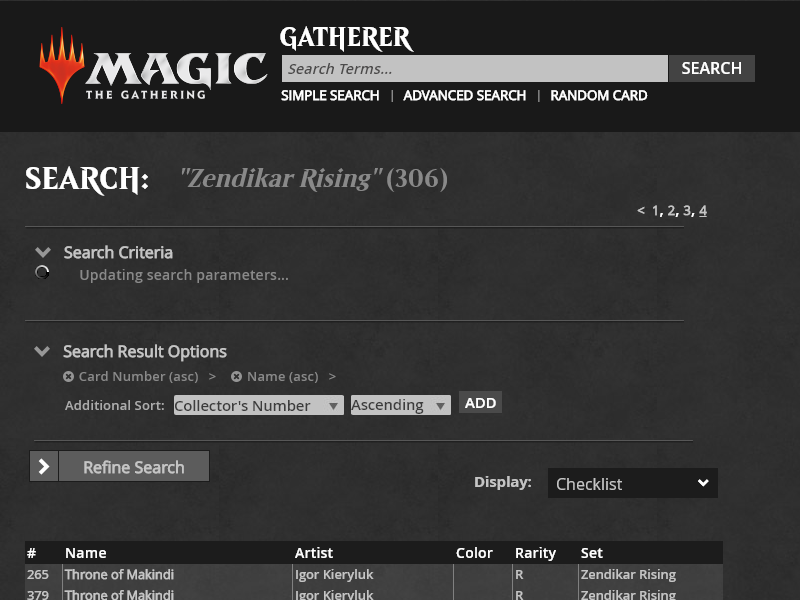 GATHERER
MAGIC
THE GATHERING
Search Terms...
SEARCH
SIMPLE SEARCH | ADVANCED SEARCH | RANDOM CARD
SEARCH: "Zendikar Rising" (306)
< 1, 2, 3, 4
Search Criteria
Updating search parameters...
Search Result Options
Card Number (asc) > Name (asc) >
Additional Sort: Collector's Number Ascending ADD
Refine Search
Display: Checklist
# Name Artist Color Rarity Set
265 Throne of Makindi Igor Kieryluk R Zendikar Rising
379 Throne of Makindi Igor Kieryluk R Zendikar Rising